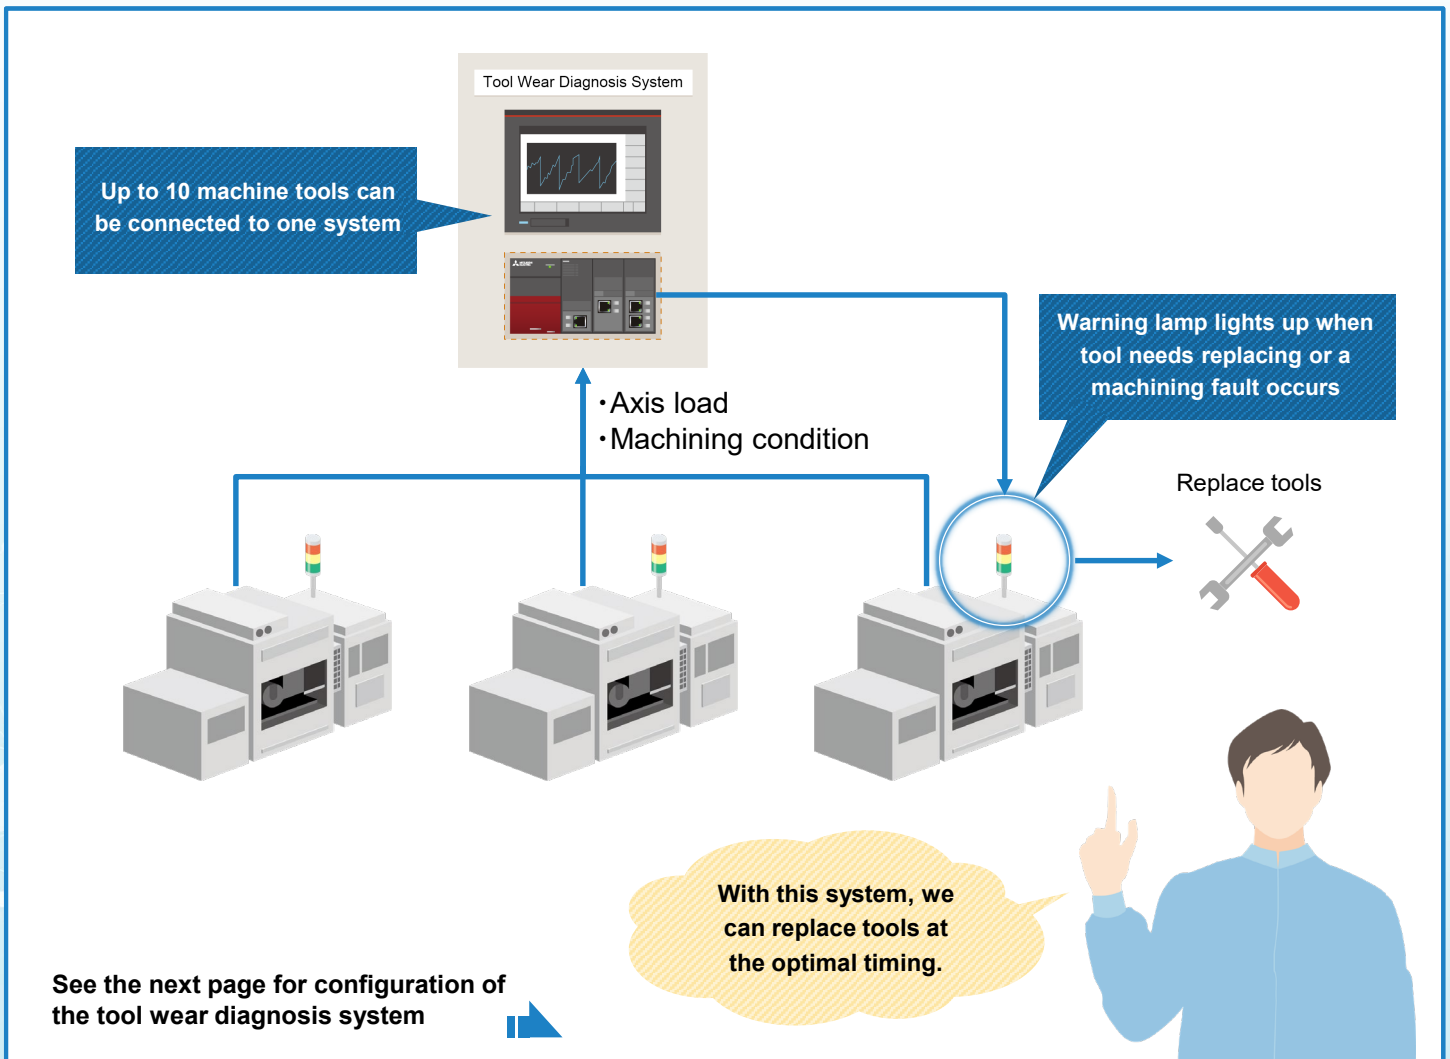 Tool Wear Diagnosis System
Up to 10 machine tools can
be connected to one system
MITSUBISHI
ELECTRIC
Warning lamp lights up when
tool needs replacing or a
machining fault occurs
・Axis load
・Machining condition
Replace tools
With this system, we
can replace tools at
the optimal timing.
See the next page for configuration of
the tool wear diagnosis system